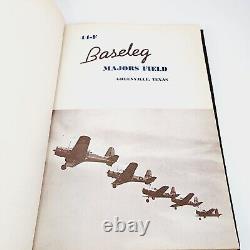 44-F
Baseleg
MAJORS FIELD
GREENVILLE, TEXAS